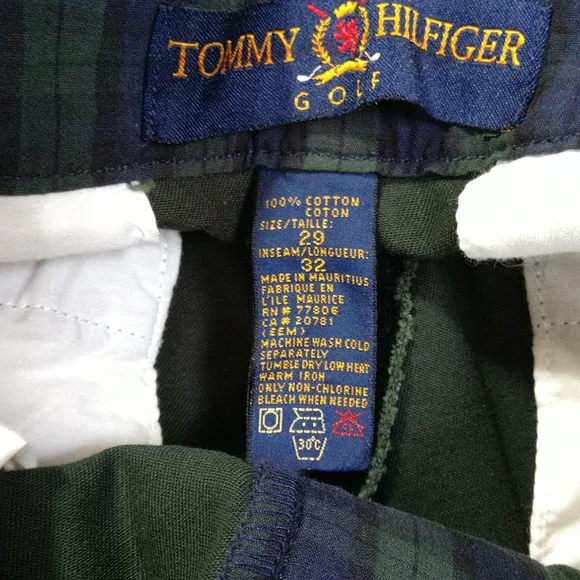 TOMMY HILFIGER
GOLF
100% COTTON
COTON
SIZE/TAILLE:
29
INSEAM/LONGUEUR:
32
MADE IN MAURITIUS
FABRIQUE EN
L'ILE MAURICE
RN# 77806
CA# 20781
(EEM)
MACHINE WASH COLD
SEPARATELY
TUMBLE DRY LOW HEAT
WARM IRON
ONLY NON-CHLORINE
BLEACH WHEN NEEDED
CL
30°C